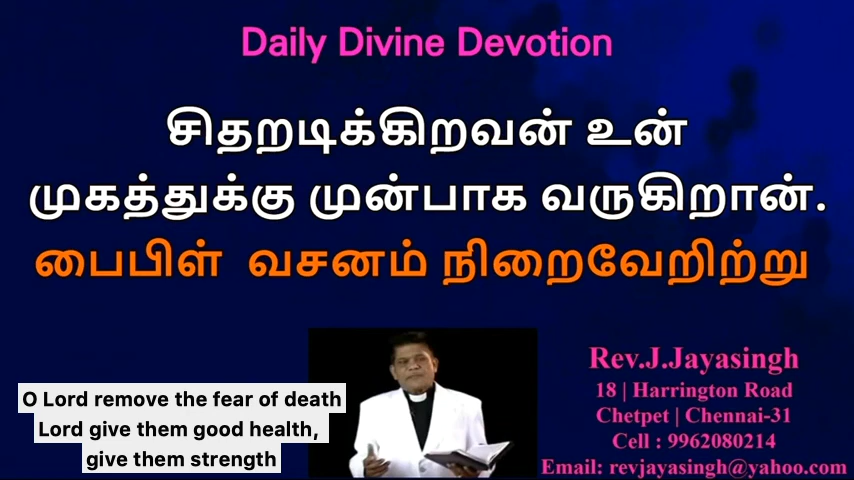 Daily Divine Devotion
சிதறடிக்கிறவன் உன்
முகத்துக்கு முன்பாக வருகிறான்.
பைபிள் வசனம் நிறைவேறிற்று
O Lord remove the fear of death
Lord give them good health,
give them strength
Rev.J.Jayasingh
18 | Harrington Road
Chetpet | Chennai-31
Cell : 9962080214
Email: revjayasingh@yahoo.com